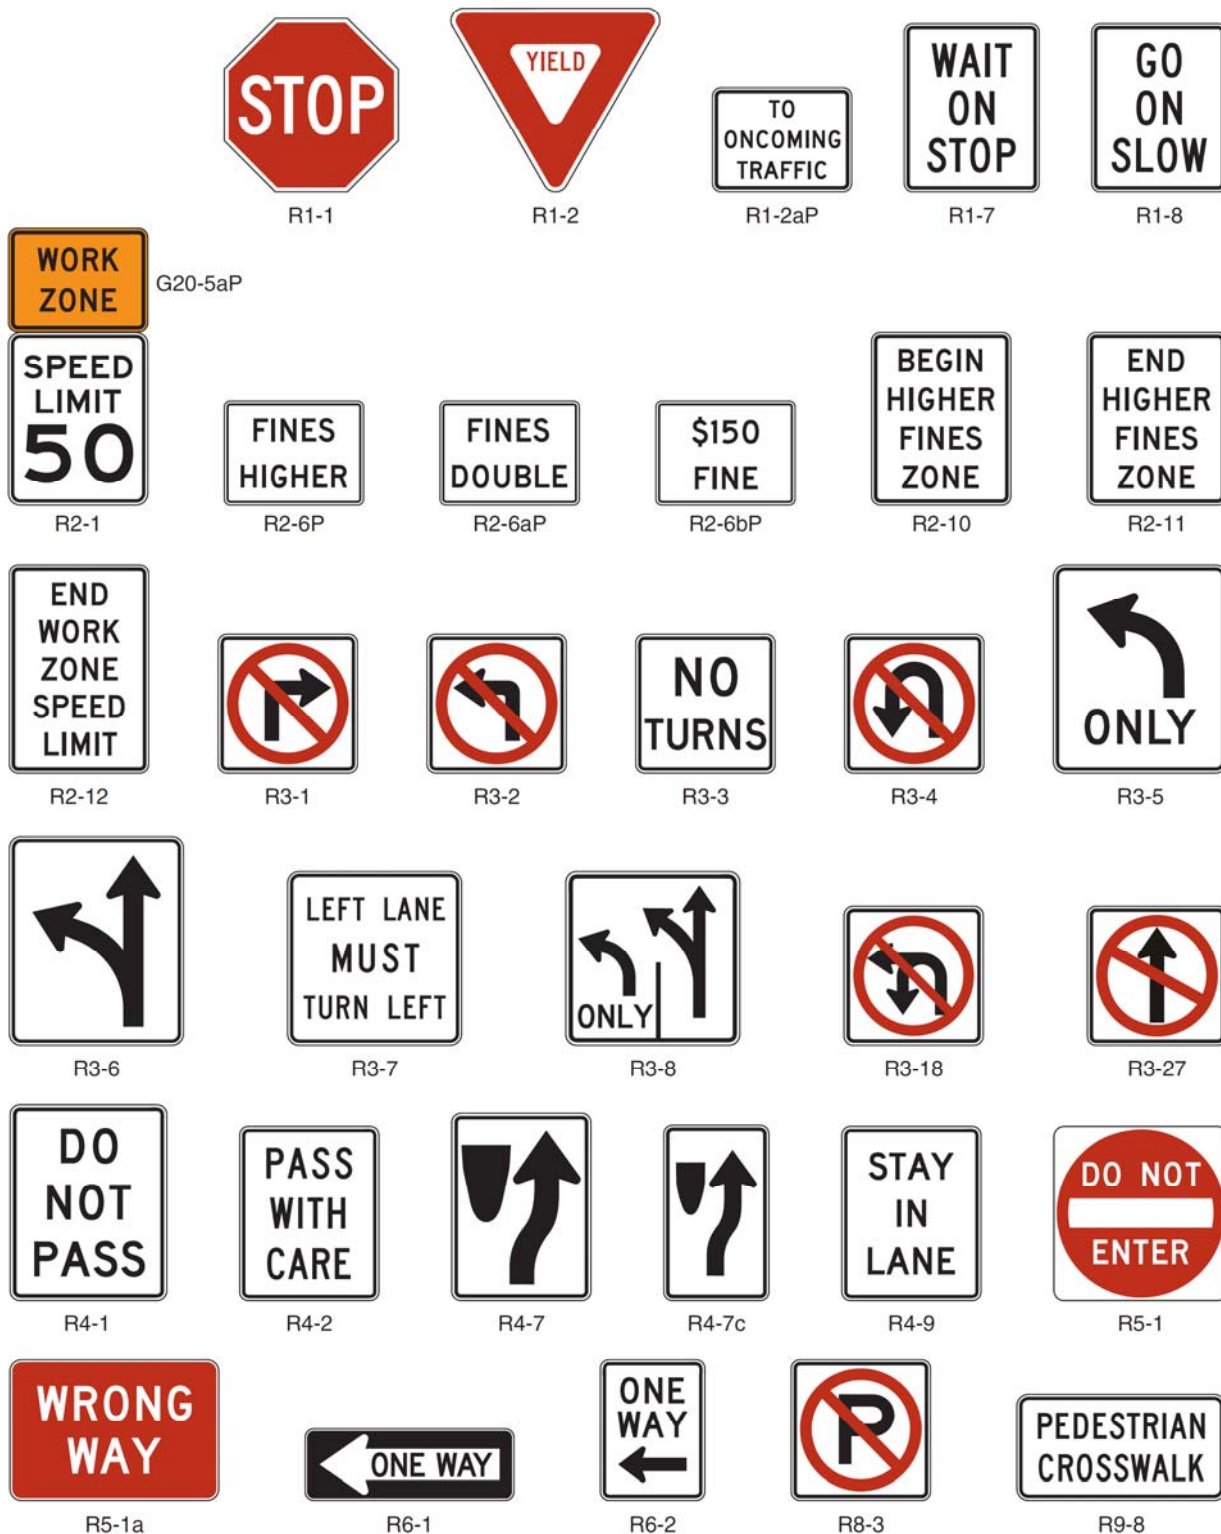 STOP
R1-1
YIELD
R1-2
TO
ONCOMING
TRAFFIC
R1-2aP
WAIT
ON
STOP
R1-7
GO
ON
SLOW
R1-8
WORK
ZONE
G20-5aP
SPEED
LIMIT
50
R2-1
FINES
HIGHER
R2-6P
FINES
DOUBLE
R2-6aP
$150
FINE
R2-6bP
BEGIN
HIGHER
FINES
ZONE
R2-10
END
HIGHER
FINES
ZONE
R2-11
END
WORK
ZONE
SPEED
LIMIT
R2-12
R3-1
R3-2
NO
TURNS
R3-3
R3-4
ONLY
R3-5
R3-6
LEFT LANE
MUST
TURN LEFT
R3-7
ONLY
R3-8
R3-18
R3-27
DO
NOT
PASS
R4-1
PASS
WITH
CARE
R4-2
R4-7
R4-7c
STAY
IN
LANE
R4-9
DO NOT
ENTER
R5-1
WRONG
WAY
R5-1a
ONE WAY
R6-1
ONE
WAY
R6-2
P
R8-3
PEDESTRIAN
CROSSWALK
R9-8